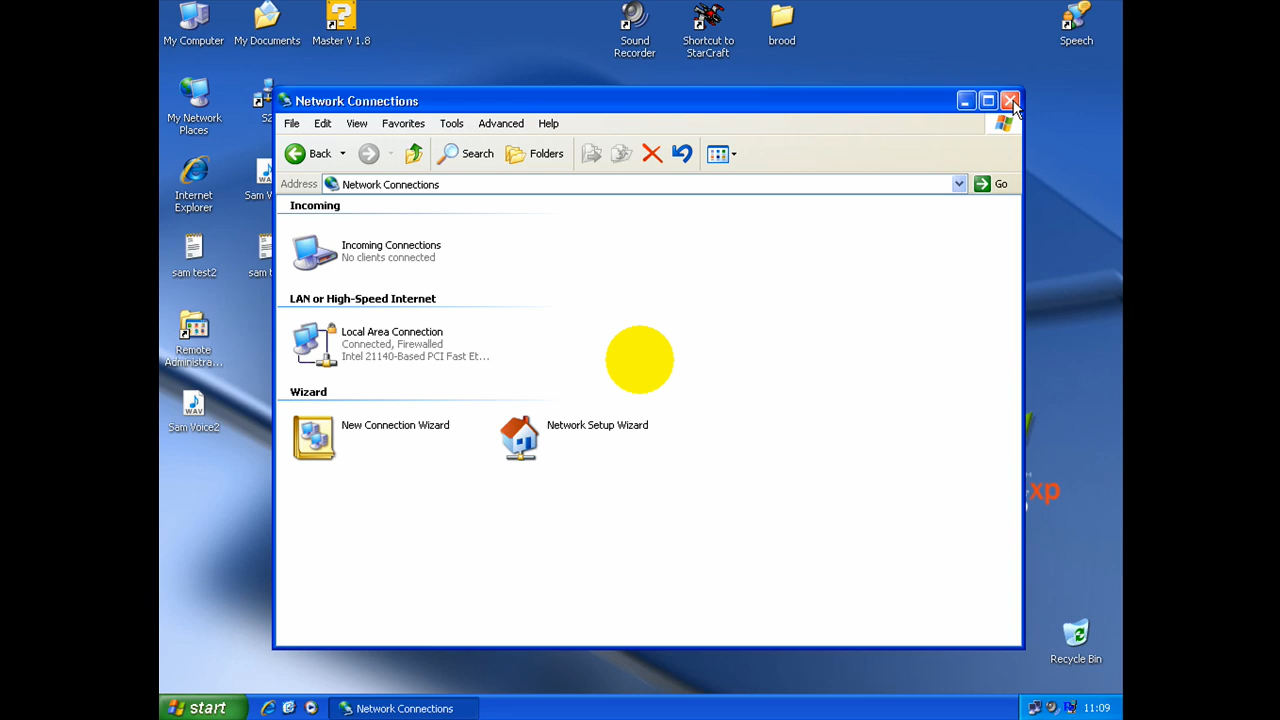 My Computer
My Documents
Master V 1.8
Sound
Recorder
Shortcut to
StarCraft
brood
Speech
My Network
Places
Internet
Explorer
Sam V
sam test2
sam t
Remote
Administra...
Sam Voice2
Network Connections
File Edit View Favorites Tools Advanced Help
Back Search Folders
Address Network Connections Go
Incoming
Incoming Connections
No clients connected
LAN or High-Speed Internet
Local Area Connection
Connected, Firewalled
Intel 21140-Based PCI Fast Et...
Wizard
New Connection Wizard
Network Setup Wizard
xp
Recycle Bin
start
Network Connections
11:09